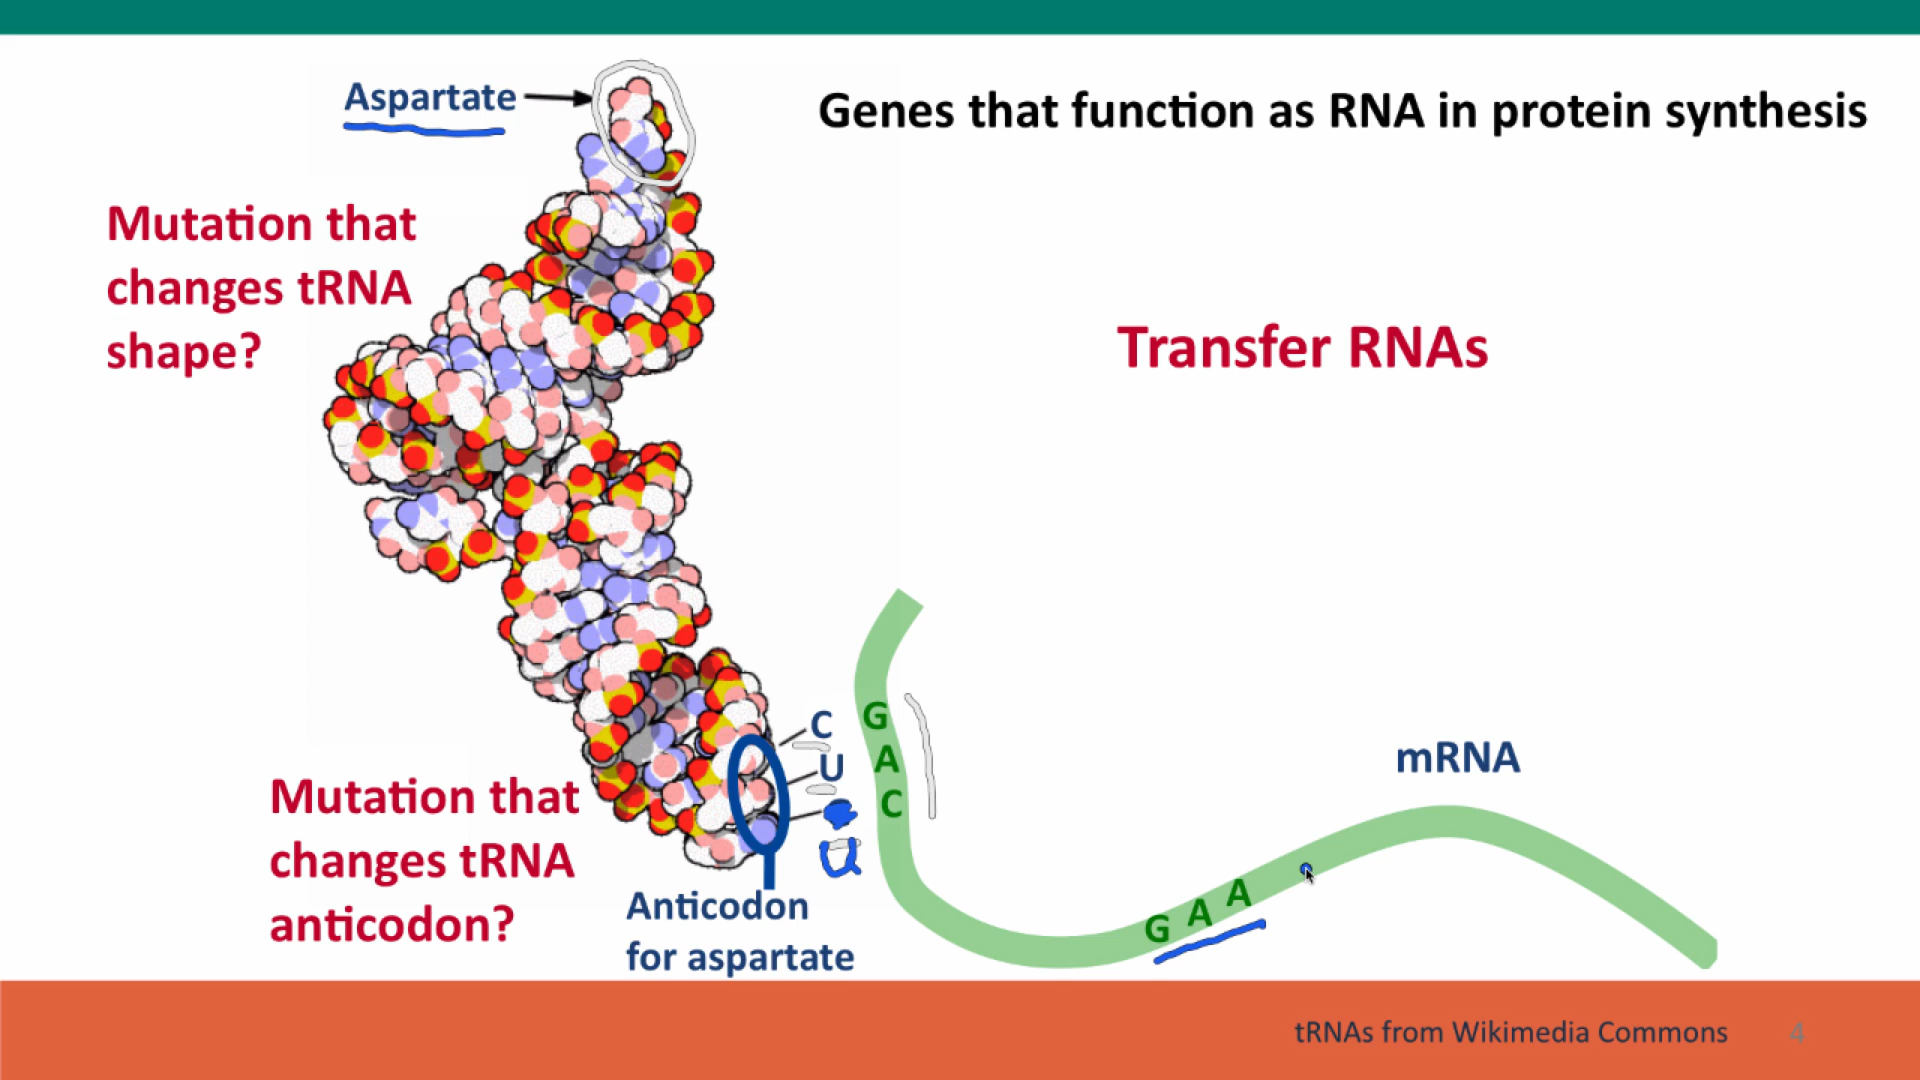 Aspartate
Genes that function as RNA in protein synthesis
Mutation that
changes tRNA
shape?
Transfer RNAs
C
U
U
G
A
C
mRNA
Mutation that
changes tRNA
anticodon?
Anticodon
for aspartate
G A A
tRNAs from Wikimedia Commons
4